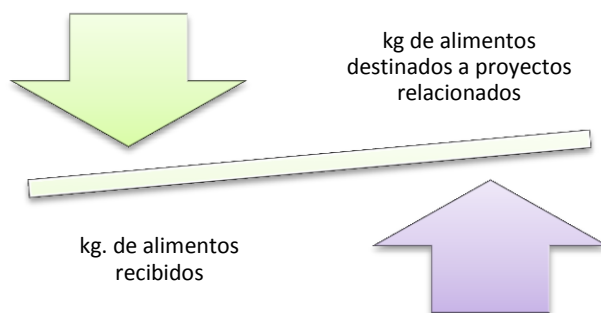 kg de alimentos
destinados a proyectos
relacionados
kg. de alimentos
recibidos